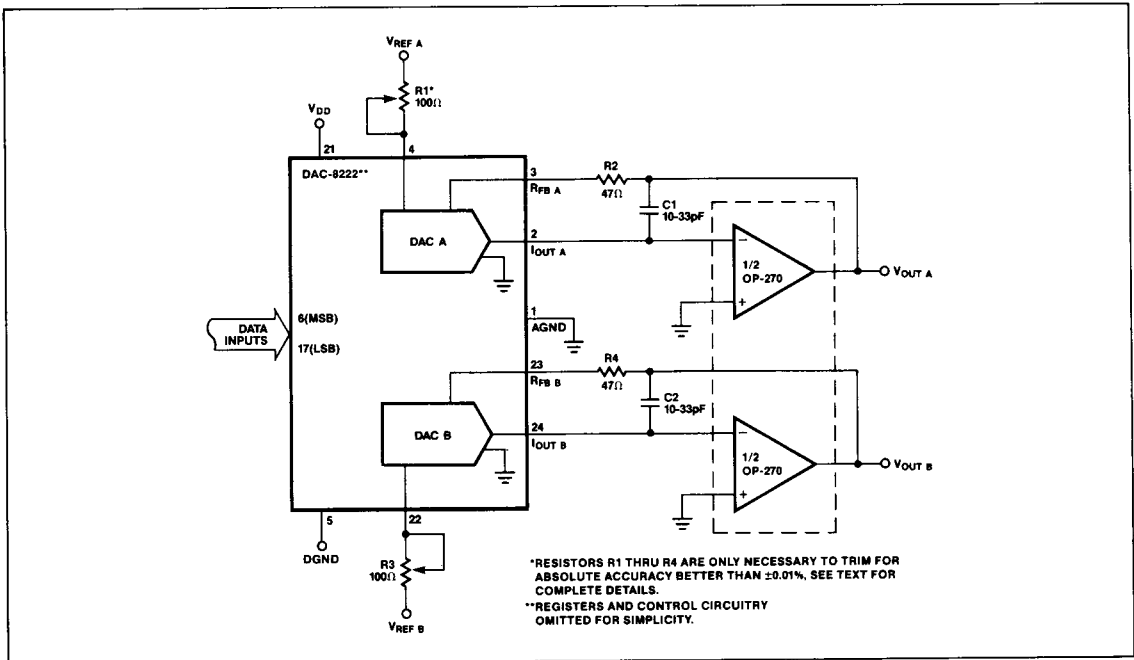 VREF A
R1*
100Ω
VDD
21
4
DAC-8222**
3
RFB A
R2
47Ω
C1
10-33pF
DAC A
2
IOUT A
−
1/2
OP-270
+
VOUT A
6(MSB)
DATA
INPUTS
17(LSB)
1
AGND
23
RFB B
R4
47Ω
C2
10-33pF
DAC B
24
IOUT B
−
1/2
OP-270
+
VOUT B
5
22
DGND
R3
100Ω
VREF B
*RESISTORS R1 THRU R4 ARE ONLY NECESSARY TO TRIM FOR
ABSOLUTE ACCURACY BETTER THAN ±0.01%, SEE TEXT FOR
COMPLETE DETAILS.
**REGISTERS AND CONTROL CIRCUITRY
OMITTED FOR SIMPLICITY.